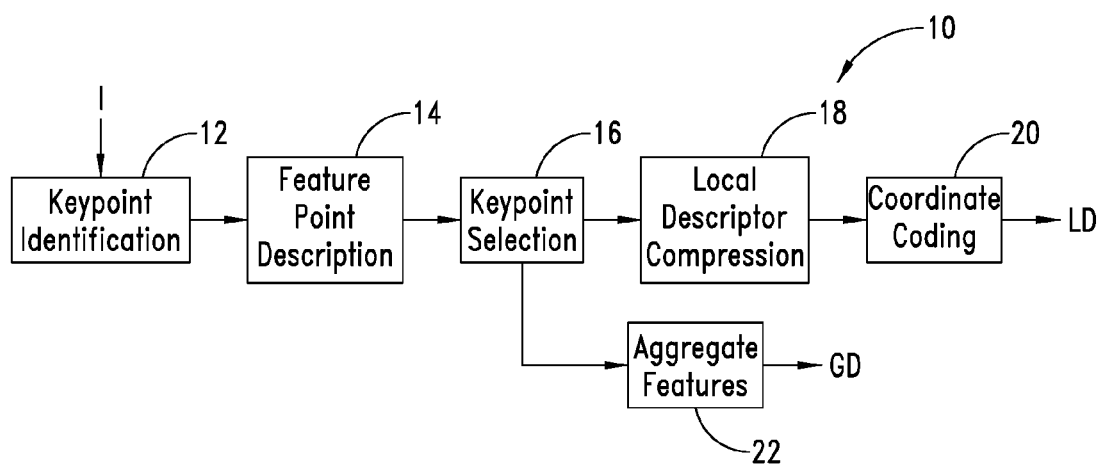 10
I
12
14
16
18
20
Keypoint
Identification
Feature
Point
Description
Keypoint
Selection
Local
Descriptor
Compression
Coordinate
Coding
LD
Aggregate
Features
GD
22